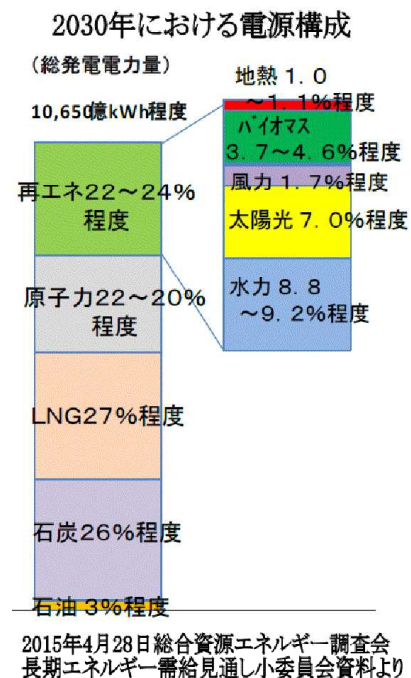 2030年における電源構成
(総発電電力量)
10,650億kWh程度
再エネ22～24%
程度
原子力22～20%
程度
LNG27%程度
石炭26%程度
石油 3%程度
地熱１．０
～１．１%程度
バイオマス
３．７～４．６%程度
風力１．７%程度
太陽光７．０%程度
水力８．８
～９．２%程度
2015年4月28日総合資源エネルギー調査会
長期エネルギー需給見通し小委員会資料より